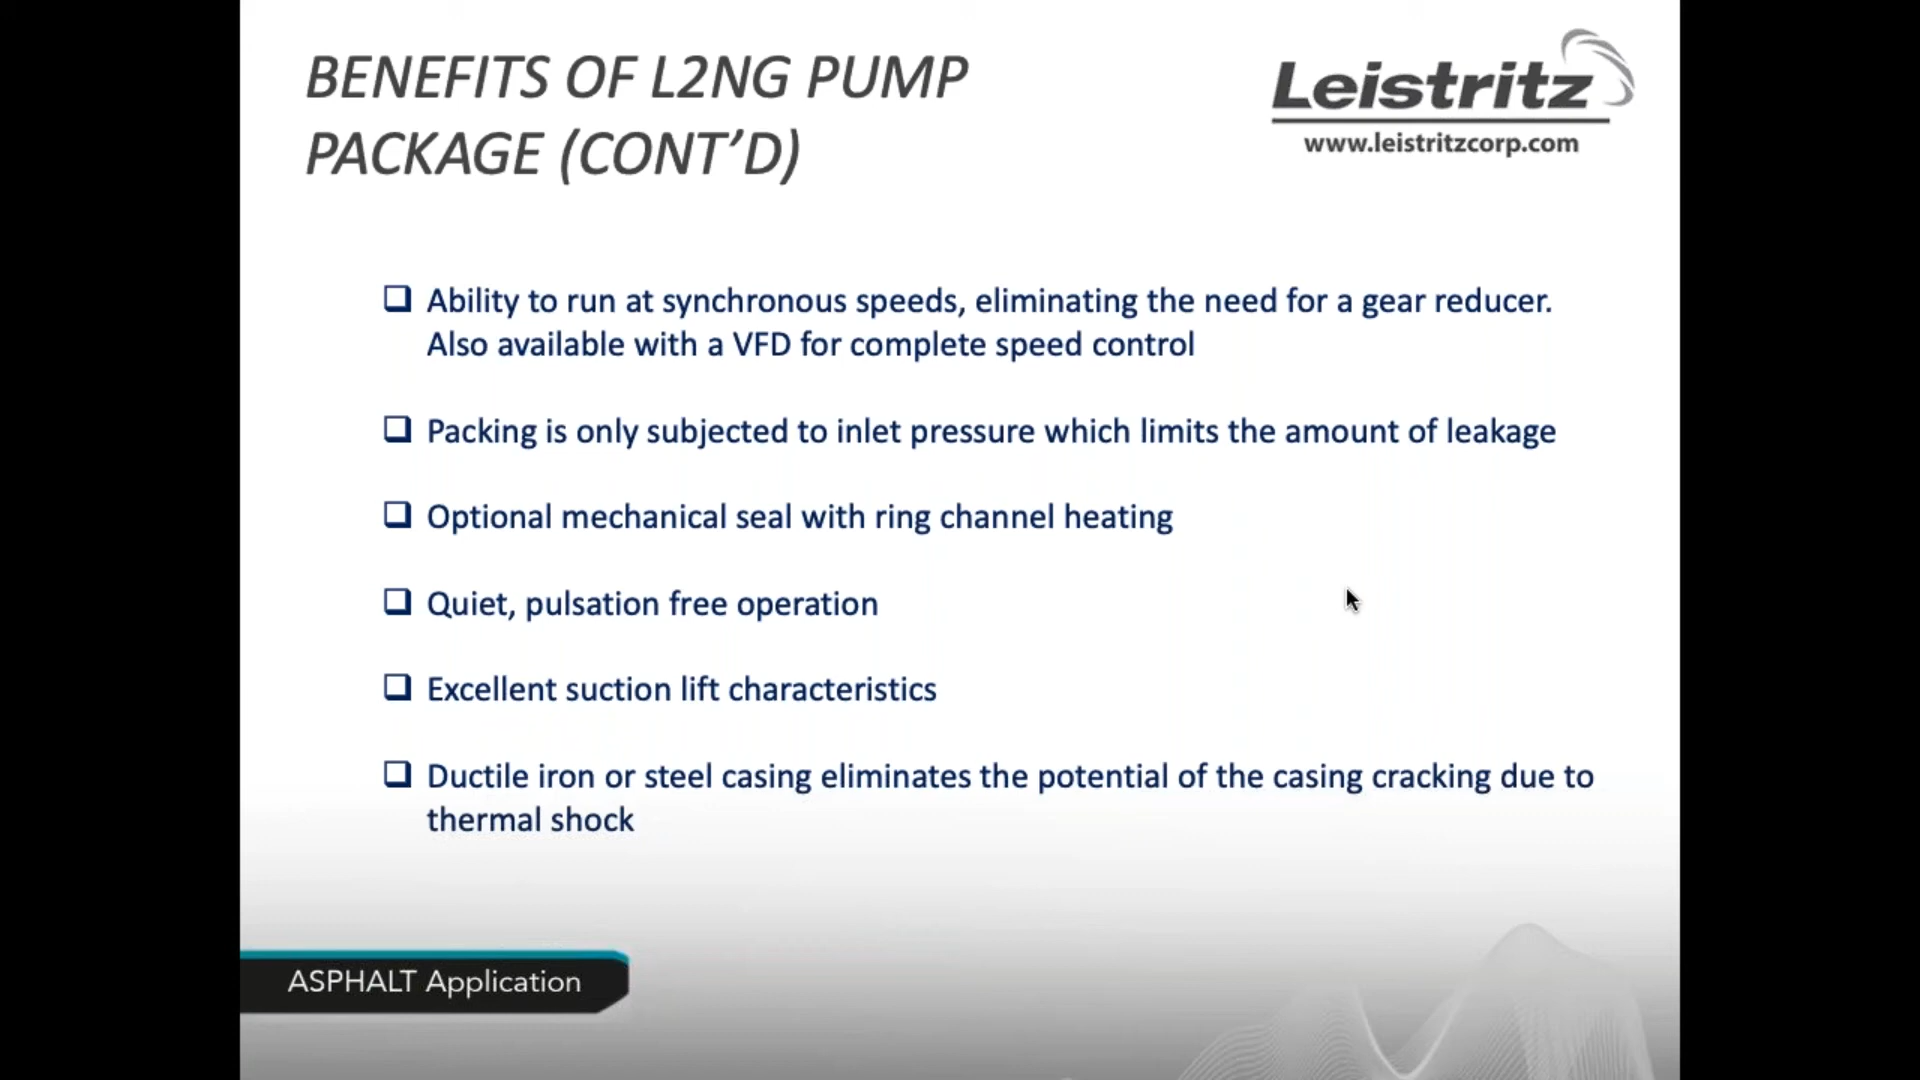 BENEFITS OF L2NG PUMP
PACKAGE (CONT’D)
Leistritz
www.leistritzcorp.com
Ability to run at synchronous speeds, eliminating the need for a gear reducer.
Also available with a VFD for complete speed control
Packing is only subjected to inlet pressure which limits the amount of leakage
Optional mechanical seal with ring channel heating
Quiet, pulsation free operation
Excellent suction lift characteristics
Ductile iron or steel casing eliminates the potential of the casing cracking due to
thermal shock
ASPHALT Application